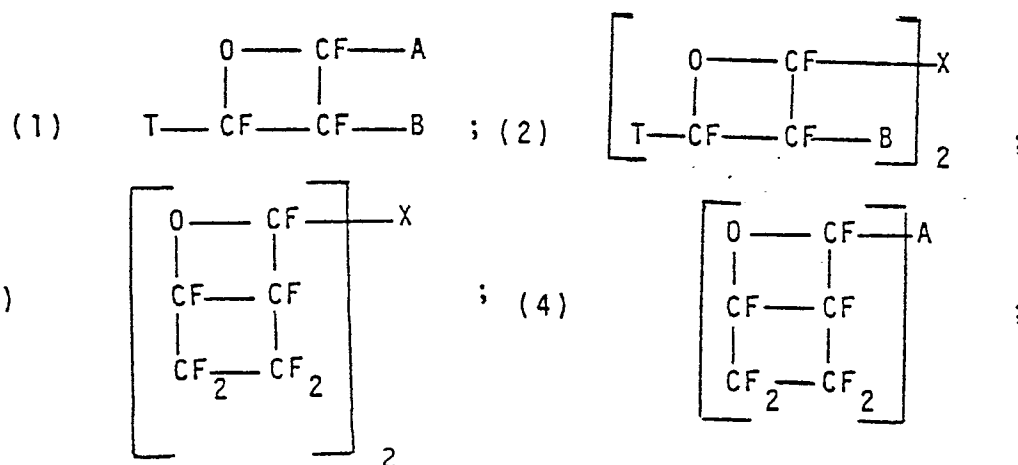 O CF A
(1) T CF CF B ; (2)
O CF X
T CF CF B 2 ;
) O CF X
CF CF
CF2 CF2
2 ; (4)
O CF A
CF CF
CF2 CF2 ;